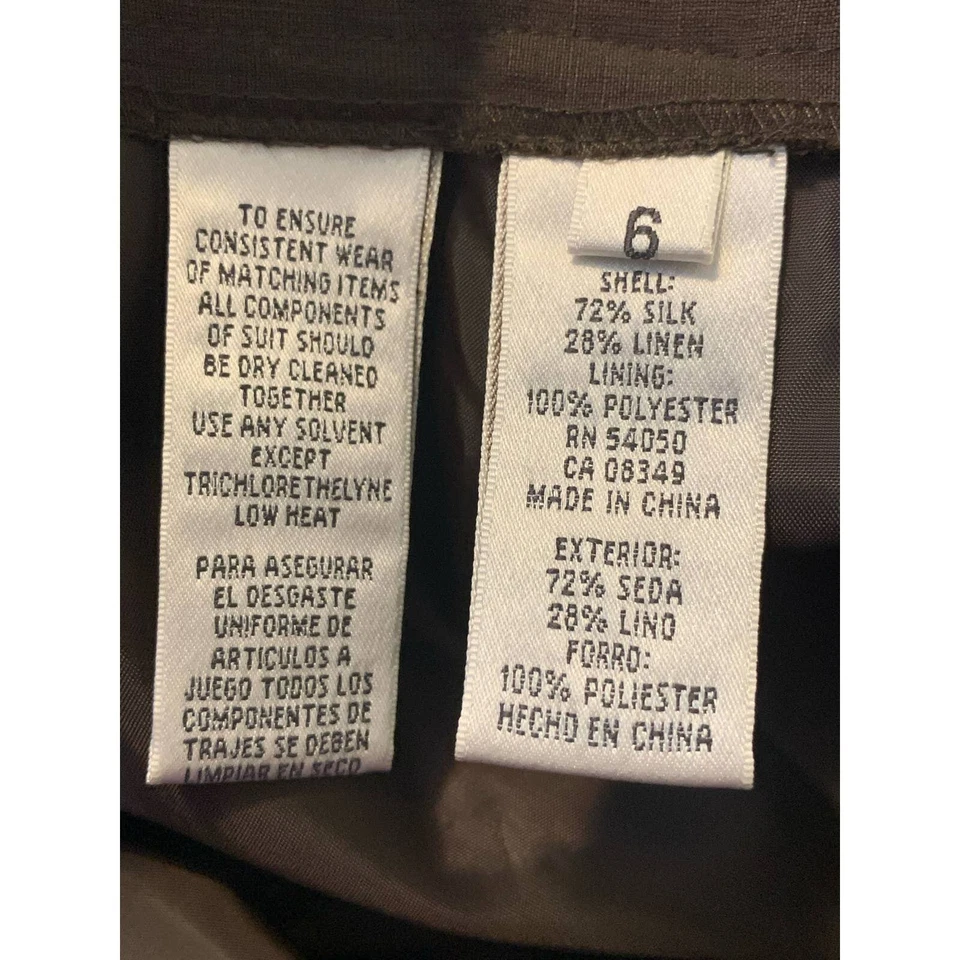 TO ENSURE
CONSISTENT WEAR
OF MATCHING ITEMS
ALL COMPONENTS
OF SUIT SHOULD
BE DRY CLEANED
TOGETHER
USE ANY SOLVENT
EXCEPT
TRICHLORETHELYNE
LOW HEAT
PARA ASEGURAR
EL DESGASTE
UNIFORME DE
ARTICULOS A
JUEGO TODOS LOS
COMPONENTES DE
TRAJES SE DEBEN
LIMPIAR EN SECO
6
SHELL:
72% SILK
28% LINEN
LINING:
100% POLYESTER
RN 54050
CA 08349
MADE IN CHINA
EXTERIOR:
72% SEDA
28% LINO
FORRO:
100% POLIESTER
HECHO EN CHINA